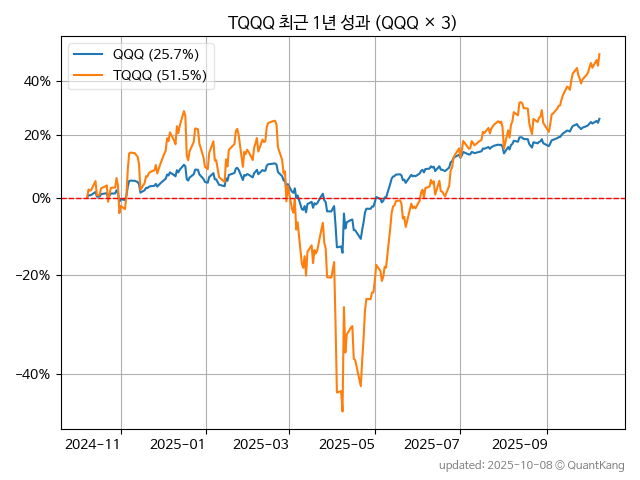 TQQQ 최근 1년 성과 (QQQ × 3)
QQQ (25.7%)
TQQQ (51.5%)
40%
20%
0%
−20%
−40%
2024-11 2025-01 2025-03 2025-05 2025-07 2025-09
updated: 2025-10-08 ⓒ QuantKang